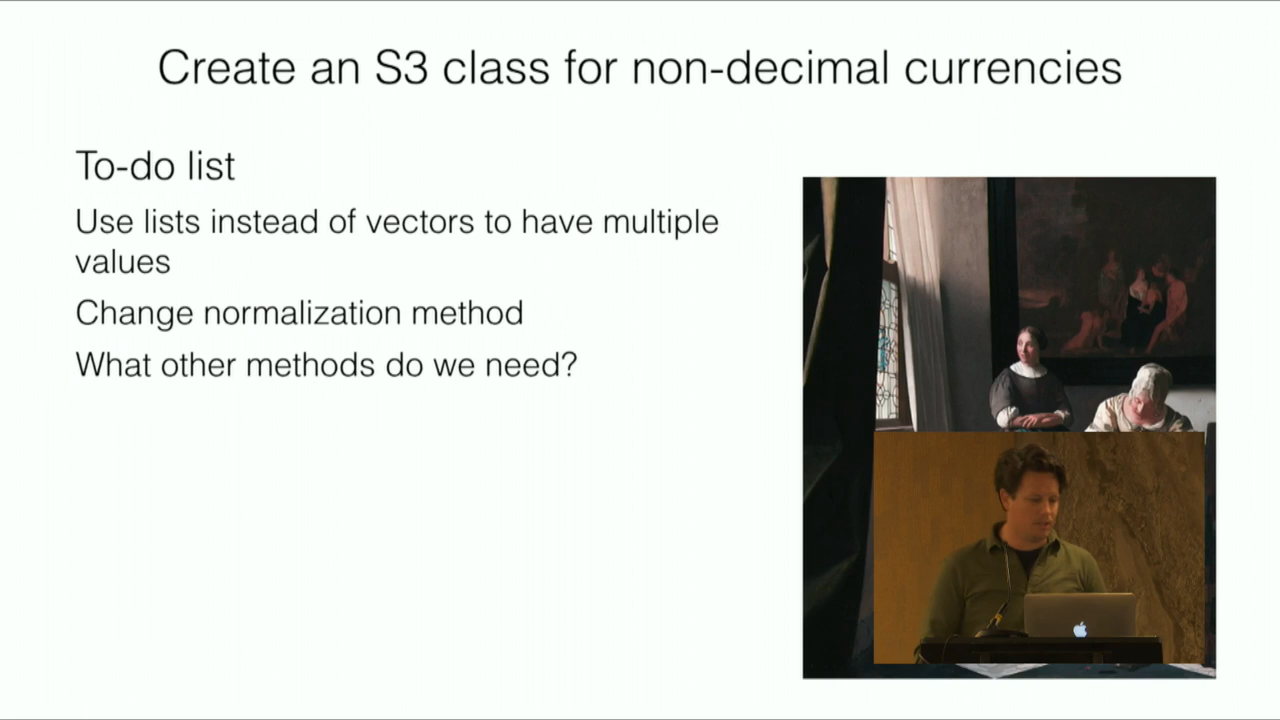 Create an S3 class for non-decimal currencies
To-do list
Use lists instead of vectors to have multiple
values
Change normalization method
What other methods do we need?